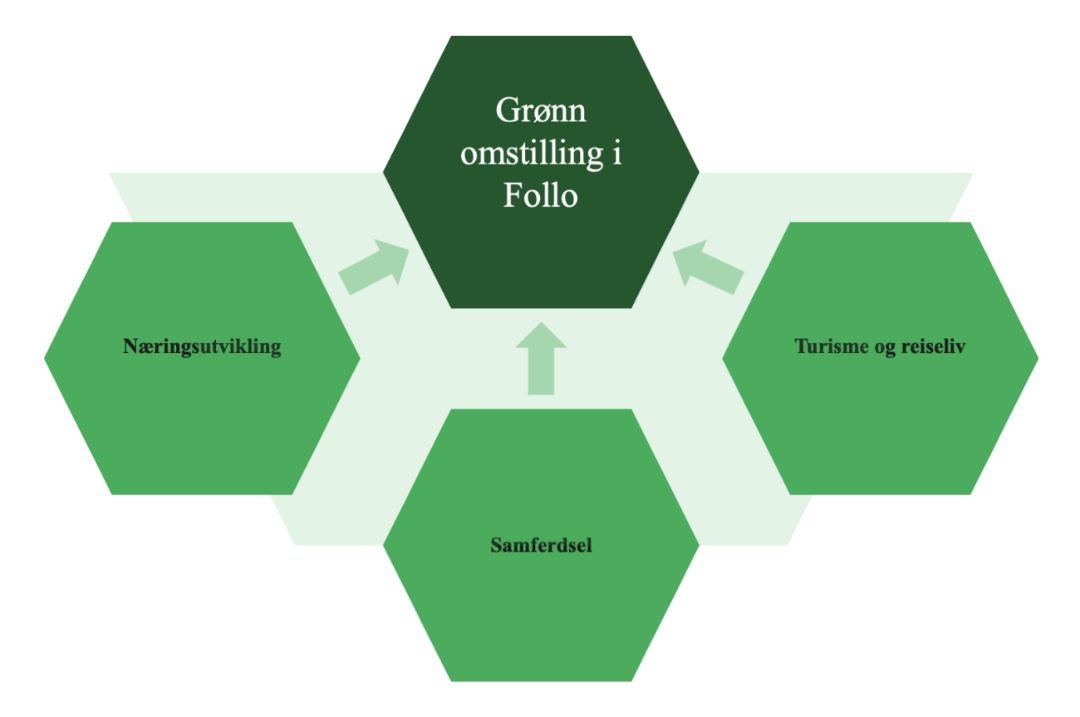 Grønn
omstilling i
Follo
Næringsutvikling
Turisme og reiseliv
Samferdsel